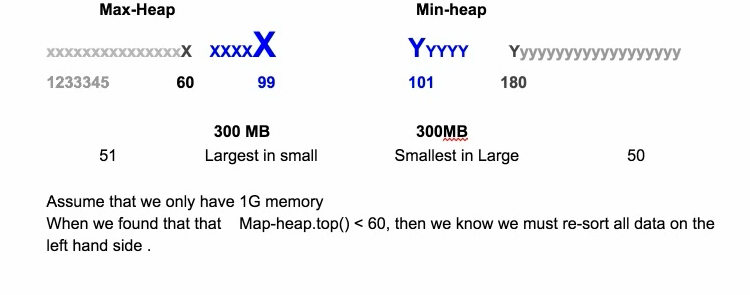 Max-Heap Min-heap
xxxxxxxxxxxxxxxX xxxxX Yyyyyy Yyyyyyyyyyyyyyyyyyy
1233345 60 99 101 180
300 MB 300MB
51 Largest in small Smallest in Large 50
Assume that we only have 1G memory
When we found that that Map-heap.top() < 60, then we know we must re-sort all data on the
left hand side .